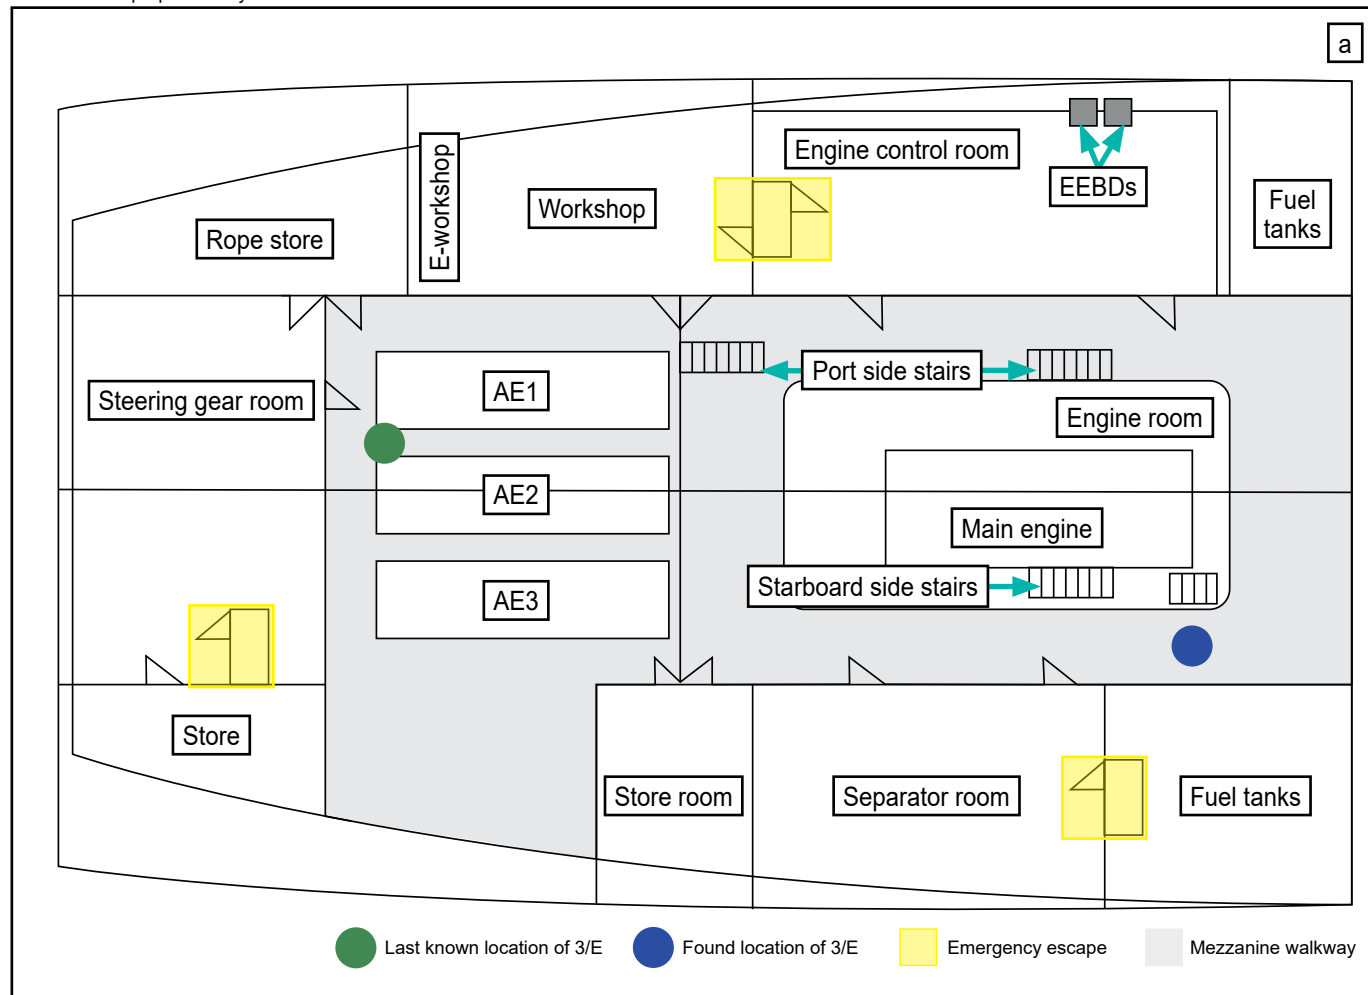 a
Engine control room
EEBDs
E-workshop
Workshop
Fuel
tanks
Rope store
Port side stairs
AE1
Steering gear room
Engine room
AE2
Main engine
Starboard side stairs
AE3
Store
Store room
Separator room
Fuel tanks
Last known location of 3/E
Found location of 3/E
Emergency escape
Mezzanine walkway